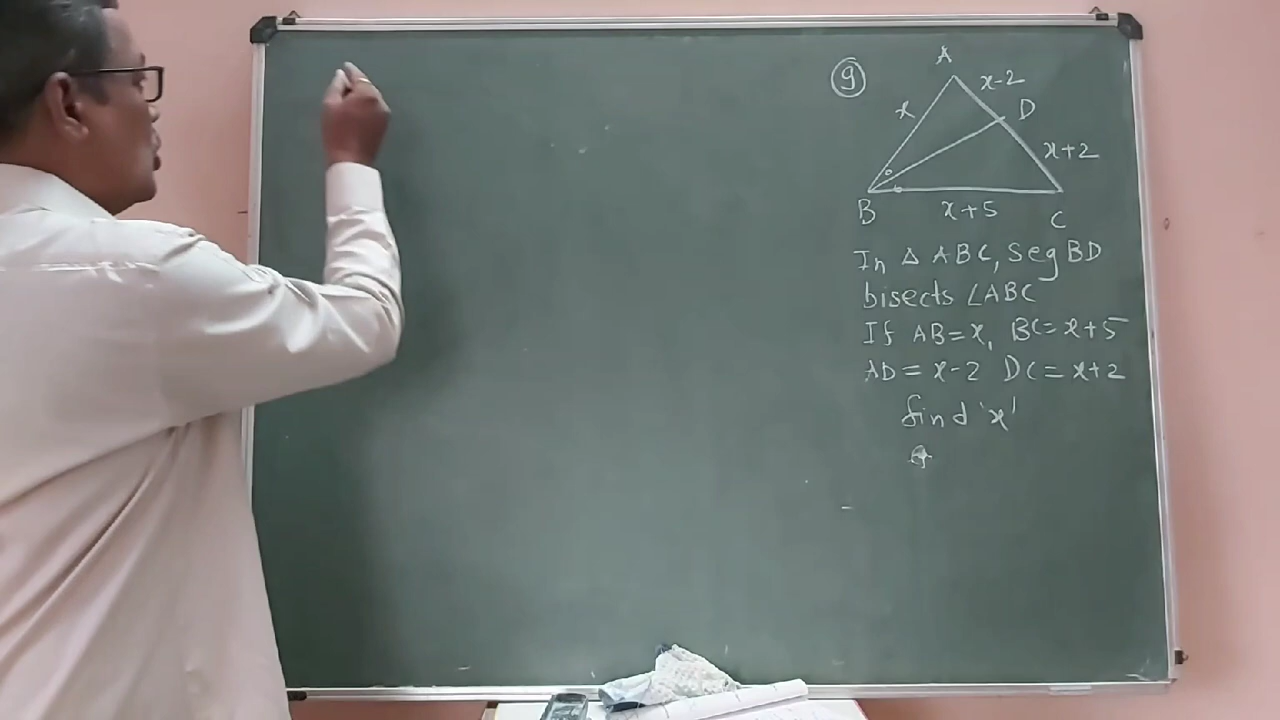 9
A
x-2
x
D
x+2
B
x+5
C
In △ ABC, seg BD
bisects ∠ABC
If AB=x, BC=x+5
AD=x-2 DC=x+2
find 'x'